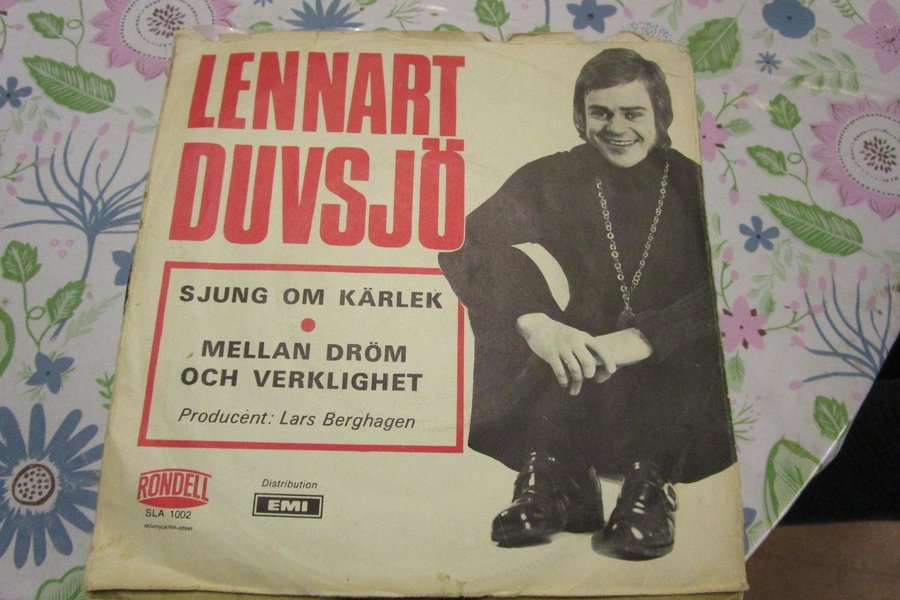 LENNART
DUVSJÖ
SJUNG OM KÄRLEK
MELLAN DRÖM
OCH VERKLIGHET
Producent: Lars Berghagen
RONDELL
SLA 1002
Distribution
EMI